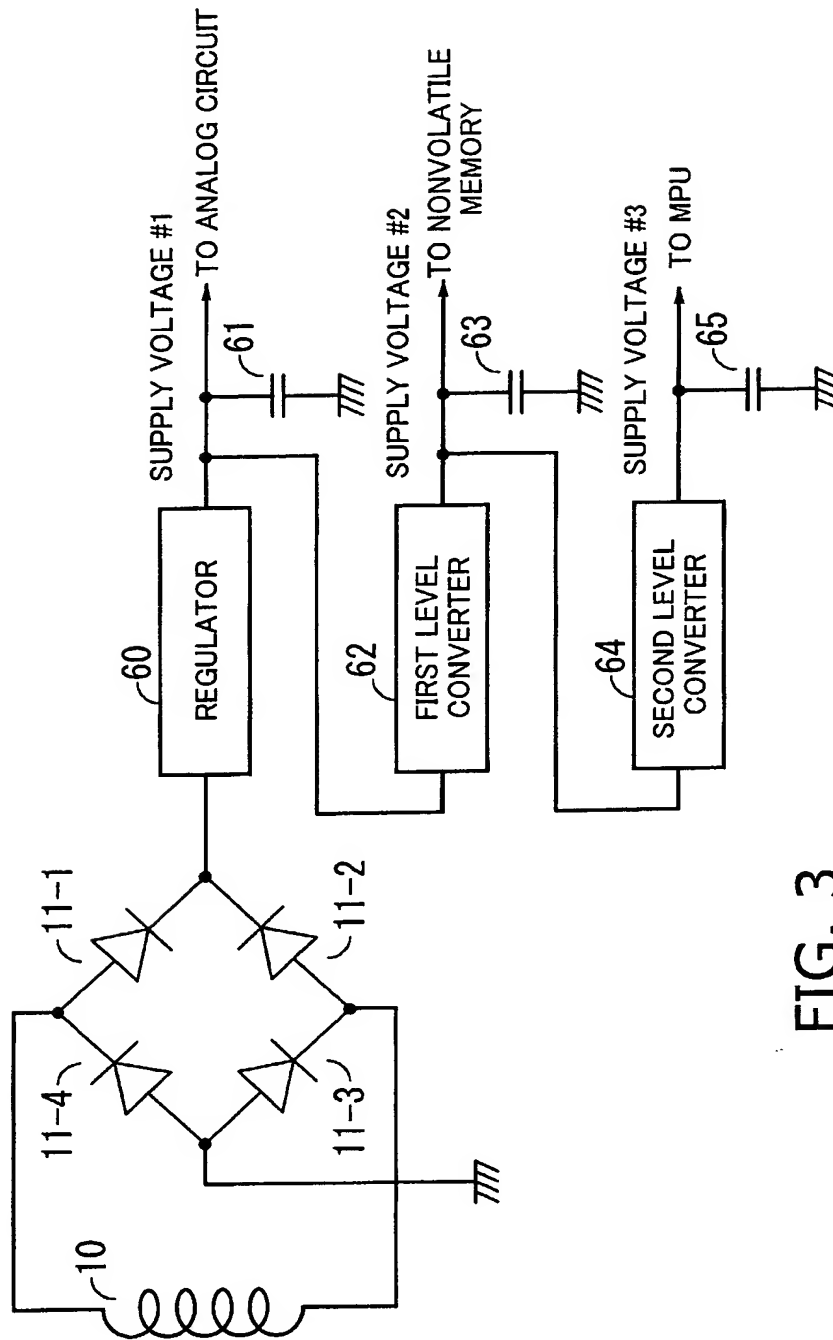 10
11-4
11-1
11-3
11-2
60
REGULATOR
SUPPLY VOLTAGE #1
TO ANALOG CIRCUIT
61
62
FIRST LEVEL
CONVERTER
SUPPLY VOLTAGE #2
TO NONVOLATILE
MEMORY
63
64
SECOND LEVEL
CONVERTER
SUPPLY VOLTAGE #3
TO MPU
65
FIG. 3